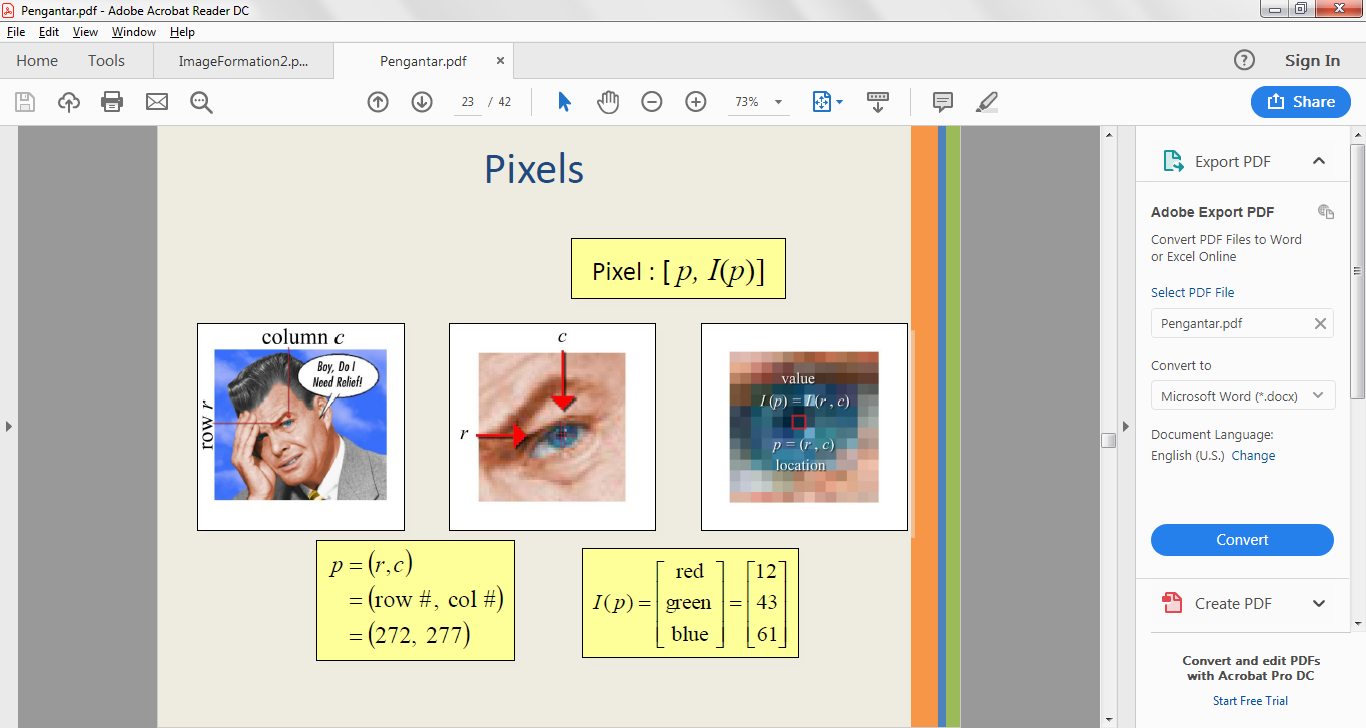 Pengantar.pdf - Adobe Acrobat Reader DC
File Edit View Window Help
Home Tools ImageFormation2.p... Pengantar.pdf × ? Sign In
23 / 42 73% Share
Pixels
Pixel : [ p, I(p)]
column c
row r
Boy, Do I
Need Relief!
c
r
value
I(p) = I(r, c)
p = (r, c)
location
p = (r,c)
= (row #, col #)
= (272, 277)
I(p) = [red green blue] = [12 43 61]
Export PDF
Adobe Export PDF
Convert PDF Files to Word
or Excel Online
Select PDF File
Pengantar.pdf
Convert to
Microsoft Word (*.docx)
Document Language:
English (U.S.) Change
Convert
Create PDF
Convert and edit PDFs
with Acrobat Pro DC
Start Free Trial